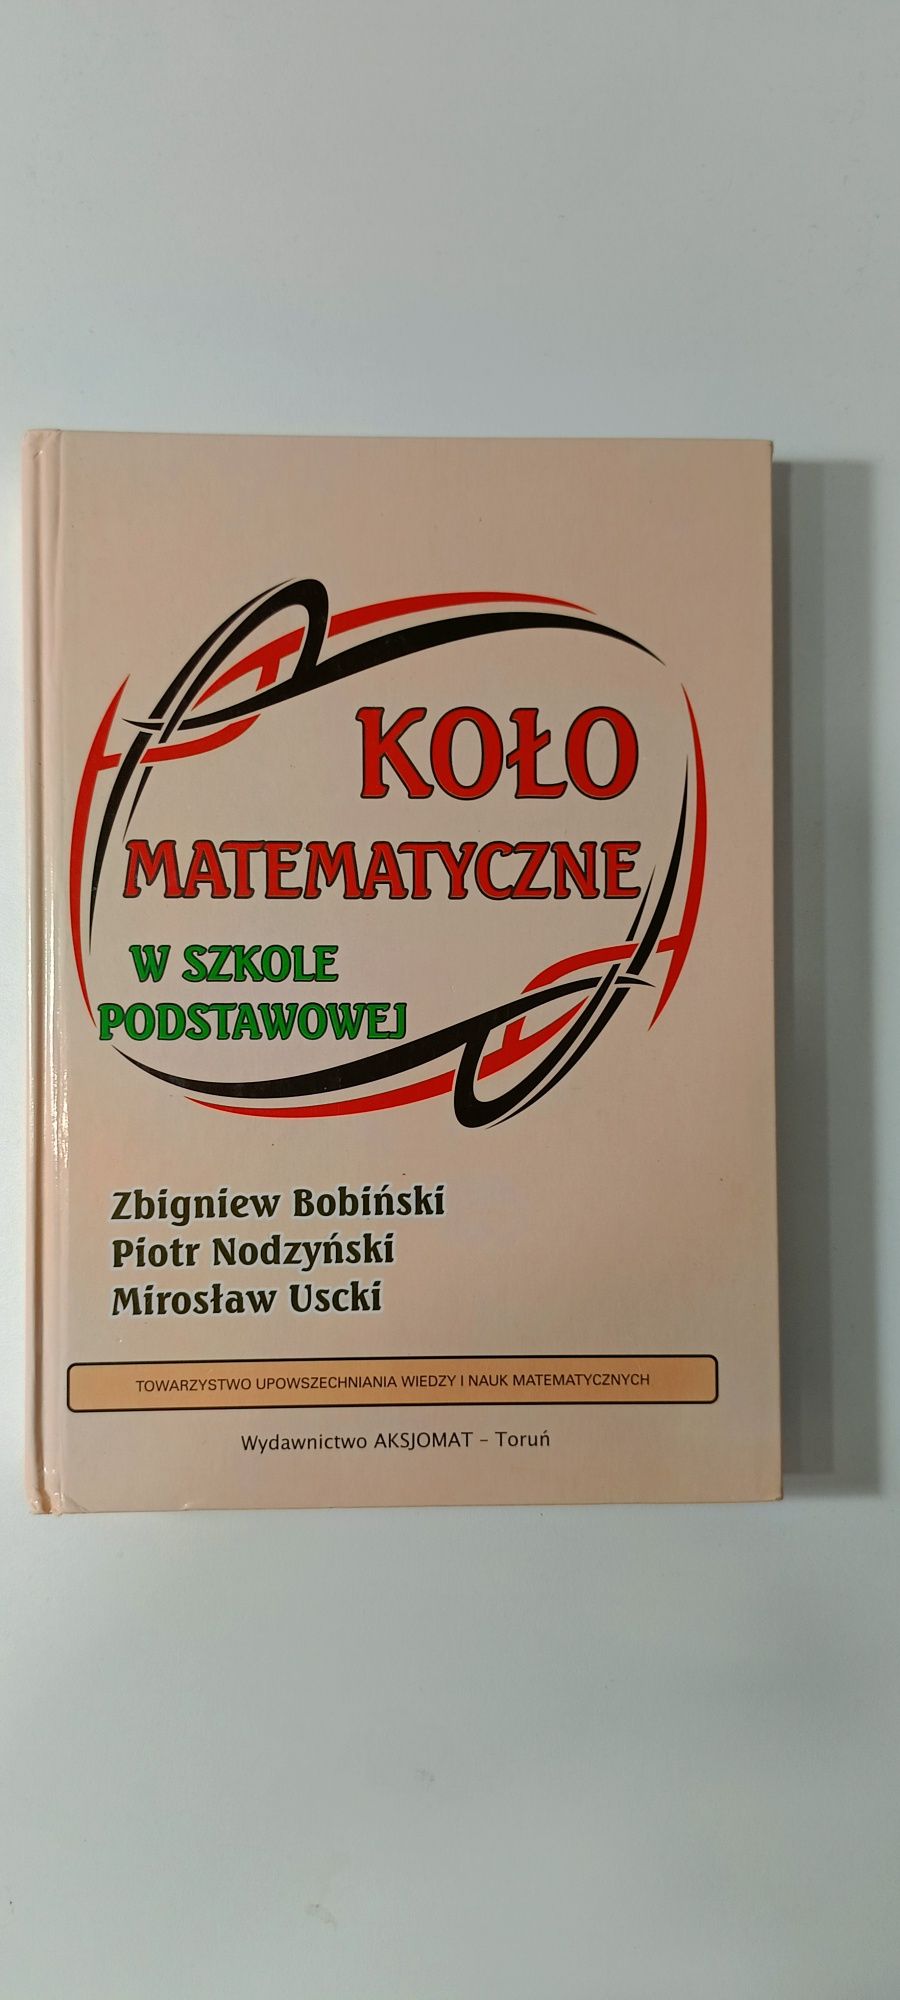 KOŁO
MATEMATYCZNE
W SZKOLE
PODSTAWOWEJ
Zbigniew Bobiński
Piotr Nodzyński
Mirosław Uscki
TOWARZYSTWO UPOWSZECHNIANIA WIEDZY I NAUK MATEMATYCZNYCH
Wydawnictwo AKSJOMAT – Toruń